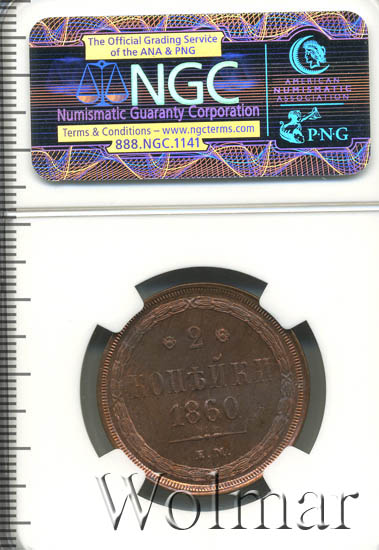 The Official Grading Service
of the ANA & PNG
NGC
Numismatic Guaranty Corporation
Terms & Conditions – www.ngcterms.com
888.NGC.1141
AMERICAN
NUMISMATIC
ASSOCIATION
P·N·G
2
КОПѢЙКИ
1860
Е.М.
Wolmar